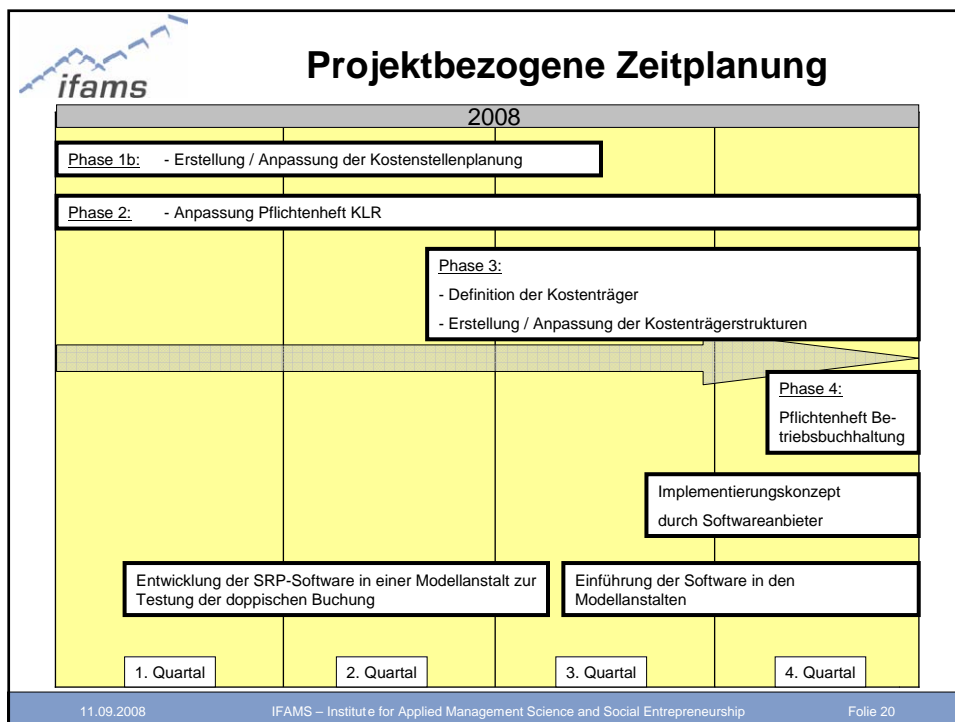 ifams
Projektbezogene Zeitplanung
2008
Phase 1b: - Erstellung / Anpassung der Kostenstellenplanung
Phase 2: - Anpassung Pflichtenheft KLR
Phase 3:
- Definition der Kostenträger
- Erstellung / Anpassung der Kostenträgerstrukturen
Phase 4:
Pflichtenheft Be-
triebsbuchhaltung
Implementierungskonzept
durch Softwareanbieter
Entwicklung der SRP-Software in einer Modellanstalt zur
Testung der doppischen Buchung
Einführung der Software in den
Modellanstalten
1. Quartal
2. Quartal
3. Quartal
4. Quartal
11.09.2008
IFAMS – Institute for Applied Management Science and Social Entrepreneurship
Folie 20